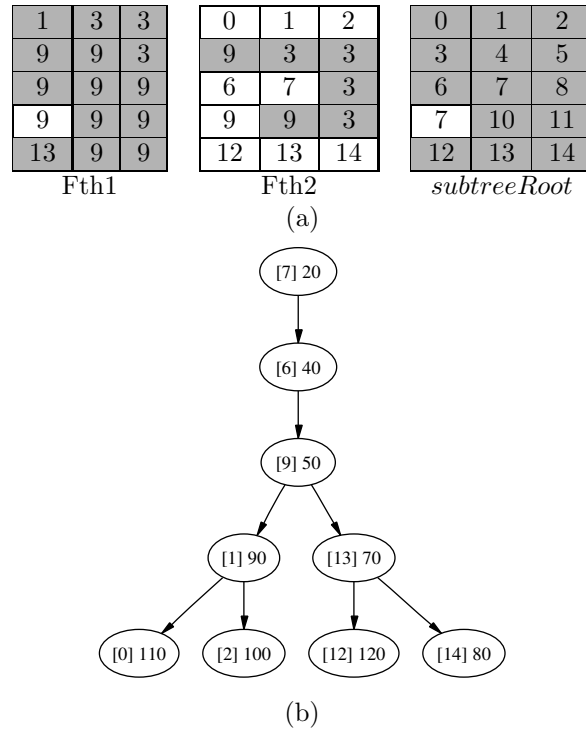 1 3 3 0 1 2 0 1 2
9 9 3 9 3 3 3 4 5
9 9 9 6 7 3 6 7 8
9 9 9 9 9 3 7 10 11
13 9 9 12 13 14 12 13 14
Fth1 Fth2 subtreeRoot
(a)
[7] 20
[6] 40
[9] 50
[1] 90 [13] 70
[0] 110 [2] 100 [12] 120 [14] 80
(b)